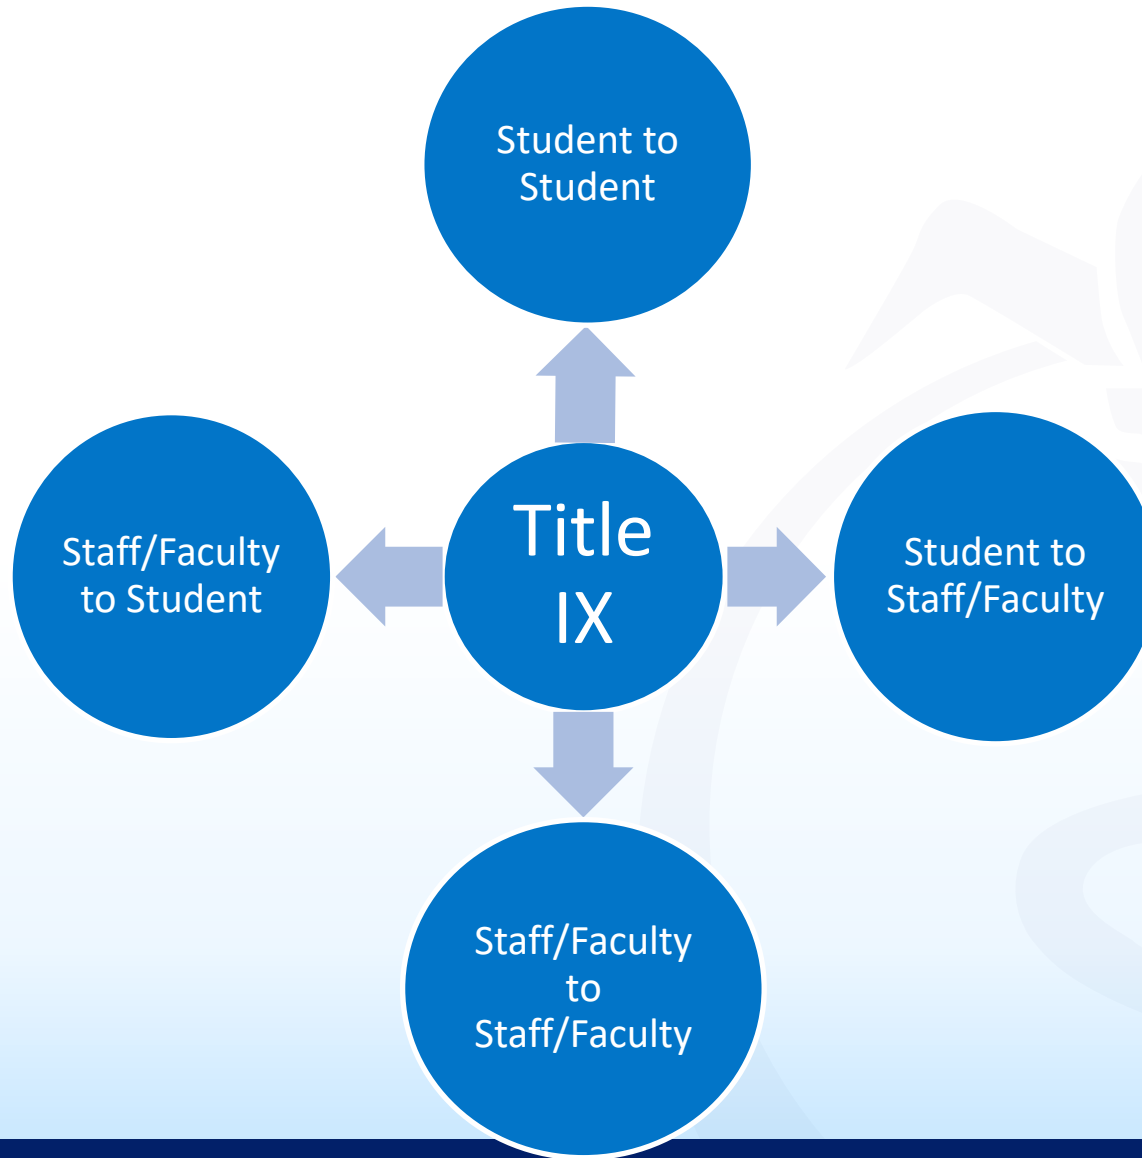 Student to
Student
Staff/Faculty
to Student
Title
IX
Student to
Staff/Faculty
Staff/Faculty
to
Staff/Faculty